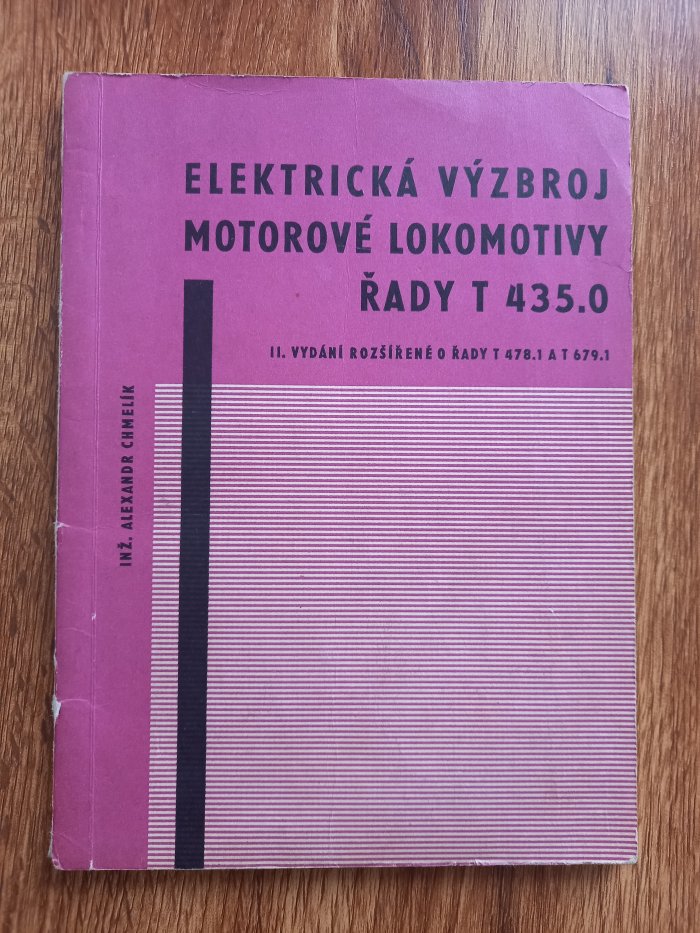 ELEKTRICKÁ VÝZBROJ
MOTOROVÉ LOKOMOTIVY
ŘADY T 435.0
II. VYDÁNÍ ROZŠÍŘENÉ O ŘADY T 478.1 A T 679.1
INŽ. ALEXANDR CHMELÍK